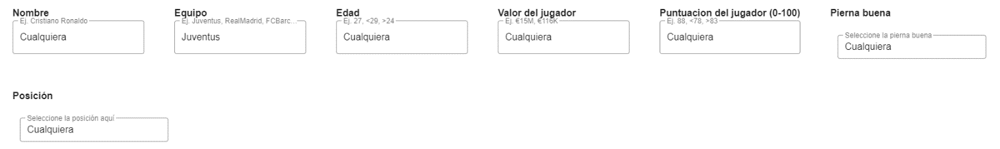 Nombre
Ej. Cristiano Ronaldo
Cualquiera
Equipo
Ej. Juventus, RealMadrid, FCBarc...
Juventus
Edad
Ej. 27, <29, >24
Cualquiera
Valor del jugador
Ej. €15M, €116K
Cualquiera
Puntuacion del jugador (0-100)
Ej. 88, <78, >83
Cualquiera
Pierna buena
Seleccione la pierna buena
Cualquiera
Posición
Seleccione la posición aquí
Cualquiera